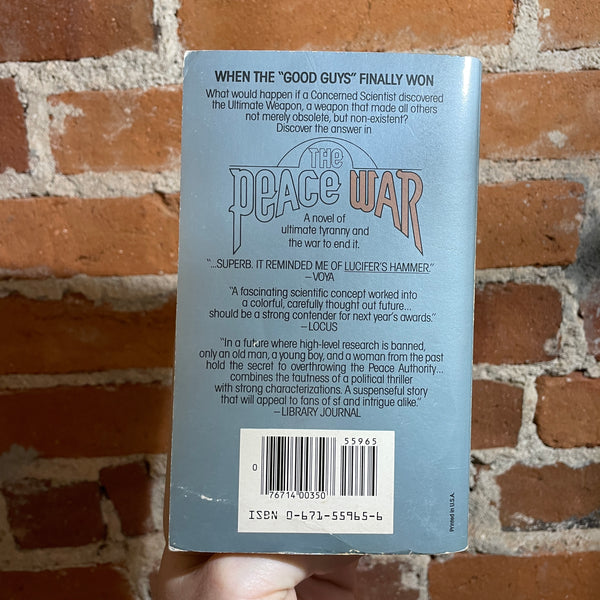 WHEN THE "GOOD GUYS" FINALLY WON
What would happen if a Concerned Scientist discovered
the Ultimate Weapon, a weapon that made all others
not merely obsolete, but non-existent?
Discover the answer in
THE
PEACE WAR
A novel of
ultimate tyranny and
the war to end it.
"...SUPERB. IT REMINDED ME OF LUCIFER'S HAMMER."
—VOYA
"A fascinating scientific concept worked into
a colorful, carefully thought out future...
should be a strong contender for next year's awards."
—LOCUS
"In a future where high-level research is banned,
only an old man, a young boy, and a woman from the past
hold the secret to overthrowing the Peace Authority...
combines the tautness of a political thriller
with strong characterizations. A suspenseful story
that will appeal to fans of sf and intrigue alike."
—LIBRARY JOURNAL
55965
0
76714 00350
ISBN 0-671-55965-6
Printed in U.S.A.